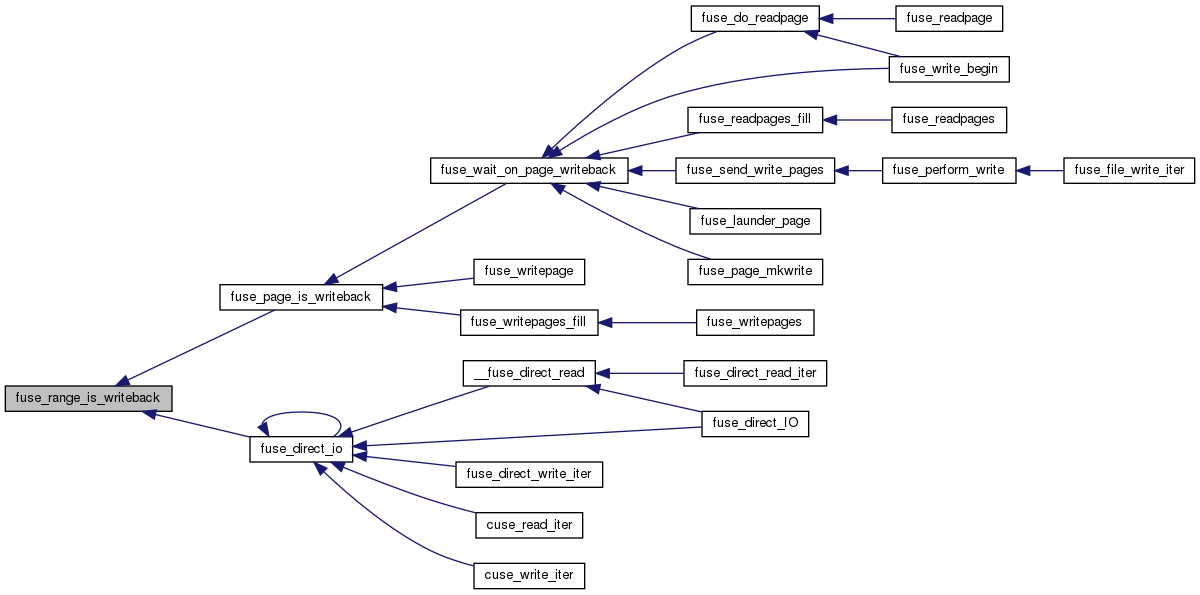 fuse_do_readpage
fuse_readpage
fuse_write_begin
fuse_readpages_fill
fuse_readpages
fuse_wait_on_page_writeback
fuse_send_write_pages
fuse_perform_write
fuse_file_write_iter
fuse_launder_page
fuse_page_mkwrite
fuse_writepage
fuse_page_is_writeback
fuse_writepages_fill
fuse_writepages
__fuse_direct_read
fuse_direct_read_iter
fuse_range_is_writeback
fuse_direct_IO
fuse_direct_io
fuse_direct_write_iter
cuse_read_iter
cuse_write_iter